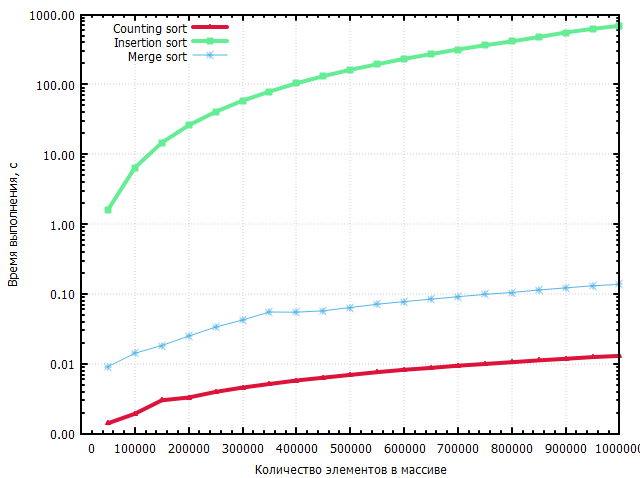 1000.00
100.00
10.00
1.00
0.10
0.01
0.00
Время выполнения, с
Counting sort
Insertion sort
Merge sort
0 100000 200000 300000 400000 500000 600000 700000 800000 900000 1000000
Количество элементов в массиве